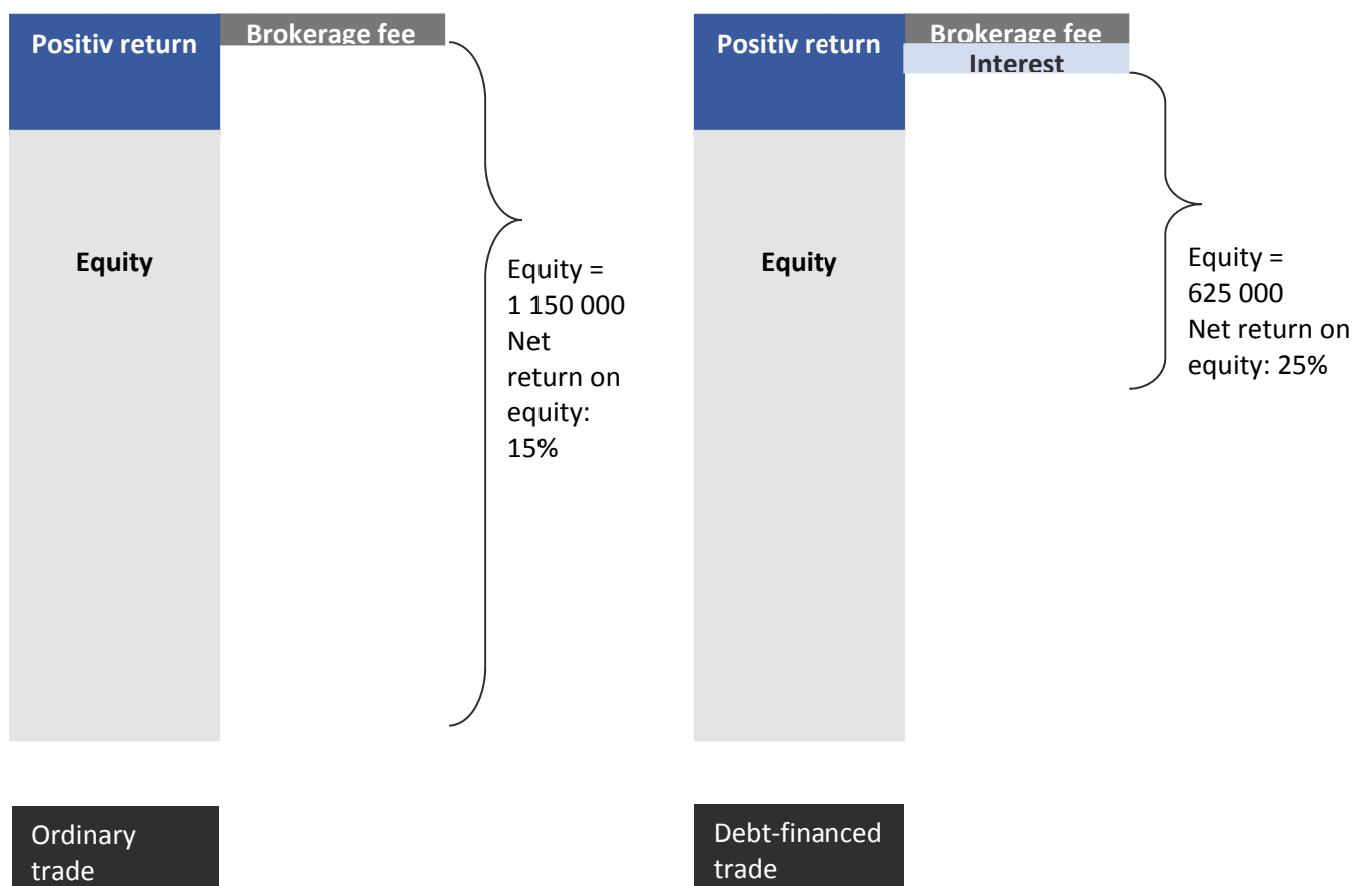 Positiv return
Brokerage fee
Equity
Equity =
1 150 000
Net
return on
equity:
15%
Ordinary
trade
Positiv return
Brokerage fee
Interest
Equity
Equity =
625 000
Net return on
equity: 25%
Debt-financed
trade